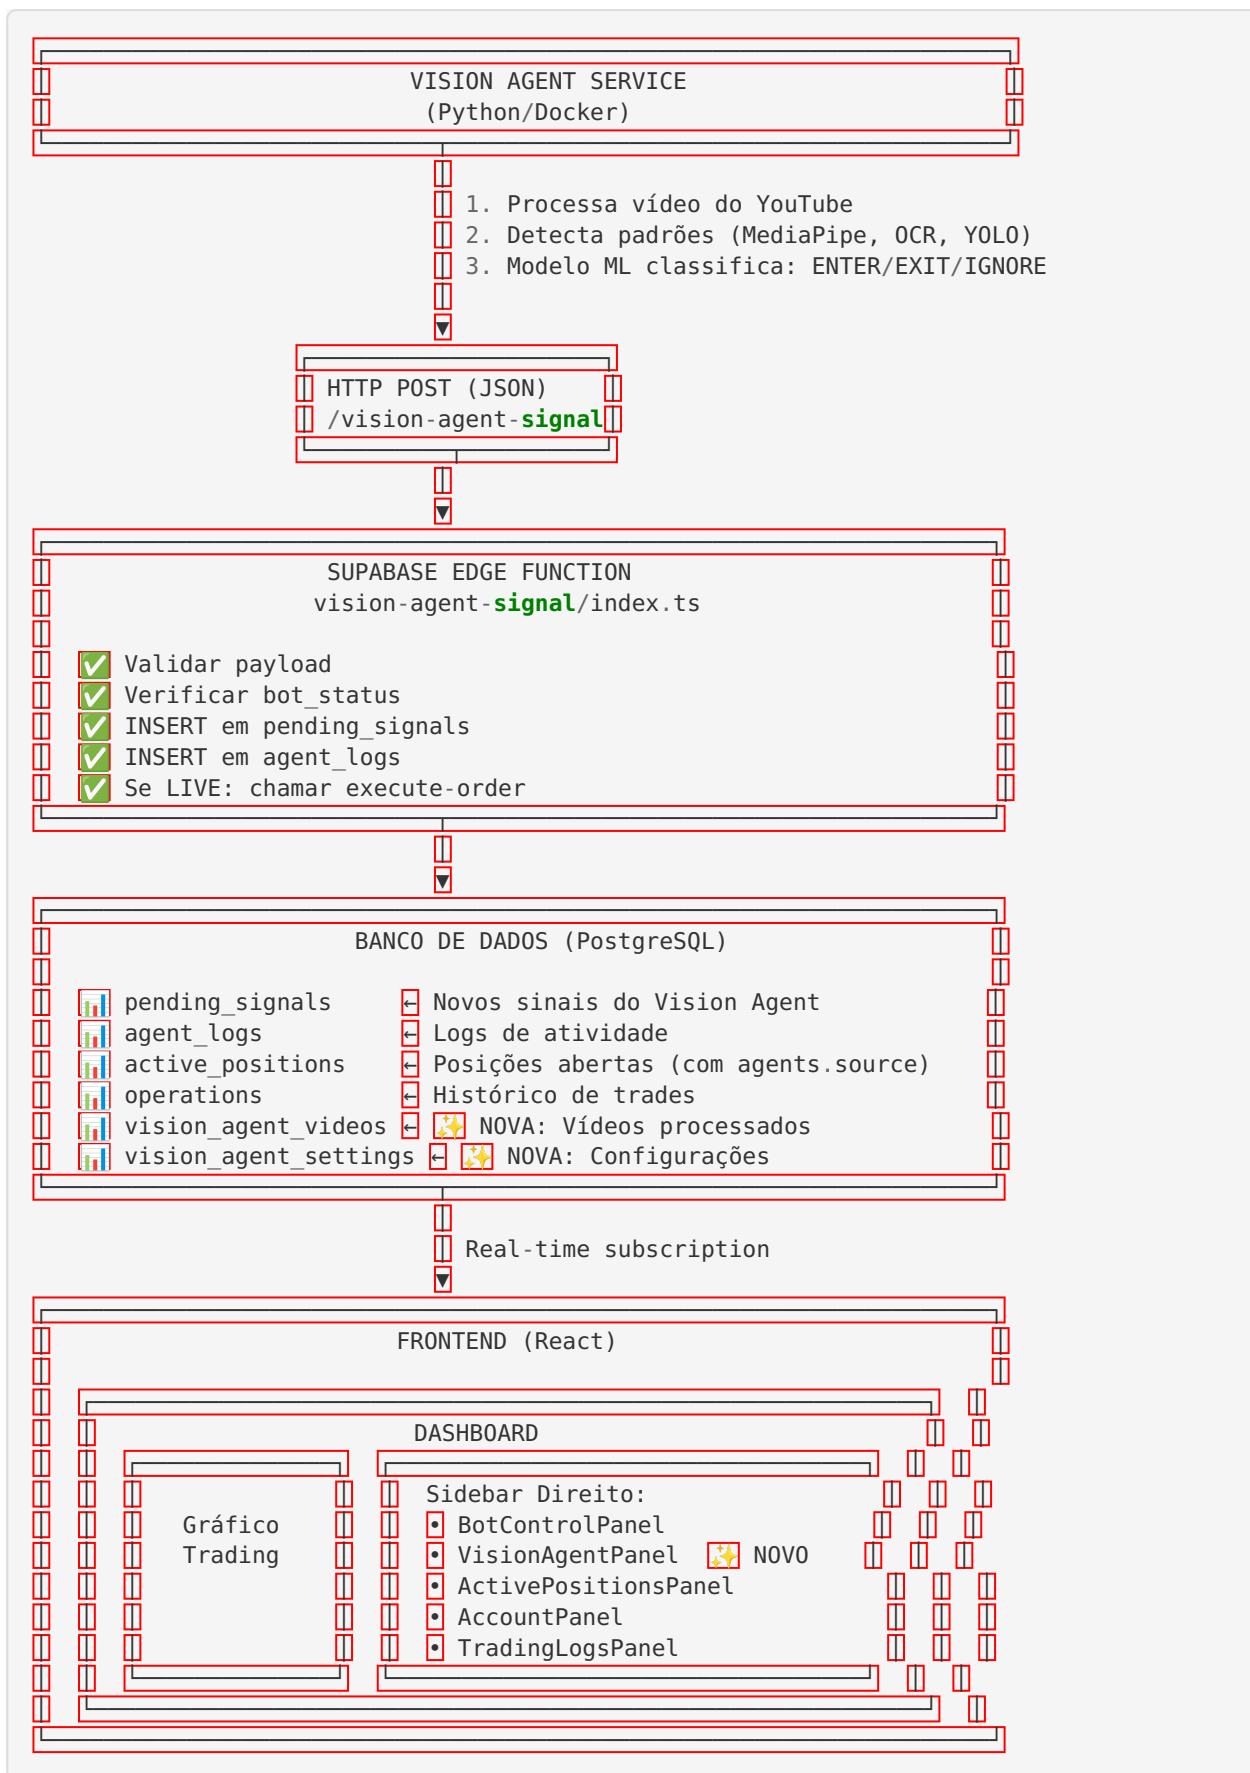 VISION AGENT SERVICE
(Python/Docker)
1. Processa vídeo do YouTube
2. Detecta padrões (MediaPipe, OCR, YOLO)
3. Modelo ML classifica: ENTER/EXIT/IGNORE
▼
HTTP POST (JSON)
/vision-agent-signal
▼
SUPABASE EDGE FUNCTION
vision-agent-signal/index.ts
✅ Validar payload
✅ Verificar bot_status
✅ INSERT em pending_signals
✅ INSERT em agent_logs
✅ Se LIVE: chamar execute-order
▼
BANCO DE DADOS (PostgreSQL)
📊 pending_signals ← Novos sinais do Vision Agent
📊 agent_logs ← Logs de atividade
📊 active_positions ← Posições abertas (com agents.source)
📊 operations ← Histórico de trades
📊 vision_agent_videos ← ✨ NOVA: Vídeos processados
📊 vision_agent_settings ← ✨ NOVA: Configurações
Real-time subscription
▼
FRONTEND (React)
DASHBOARD
Gráfico
Trading
Sidebar Direito:
• BotControlPanel
• VisionAgentPanel ✨ NOVO
• ActivePositionsPanel
• AccountPanel
• TradingLogsPanel